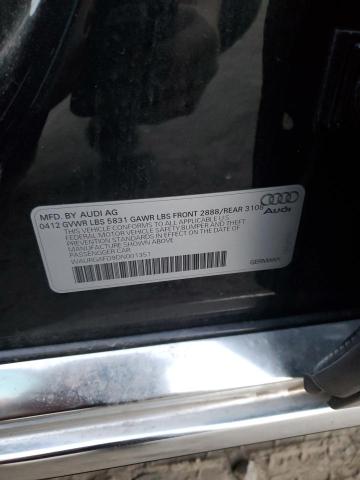 MFD. BY AUDI AG
0412 GVWR LBS 5831 GAWR LBS FRONT 2888/REAR 3108
THIS VEHICLE CONFORMS TO ALL APPLICABLE U.S.
FEDERAL MOTOR VEHICLE SAFETY, BUMPER AND THEFT
PREVENTION STANDARDS IN EFFECT ON THE DATE OF
MANUFACTURE SHOWN ABOVE.
PASSENGER CAR
WAURGAFD9DN001351
Audi
GERMANY